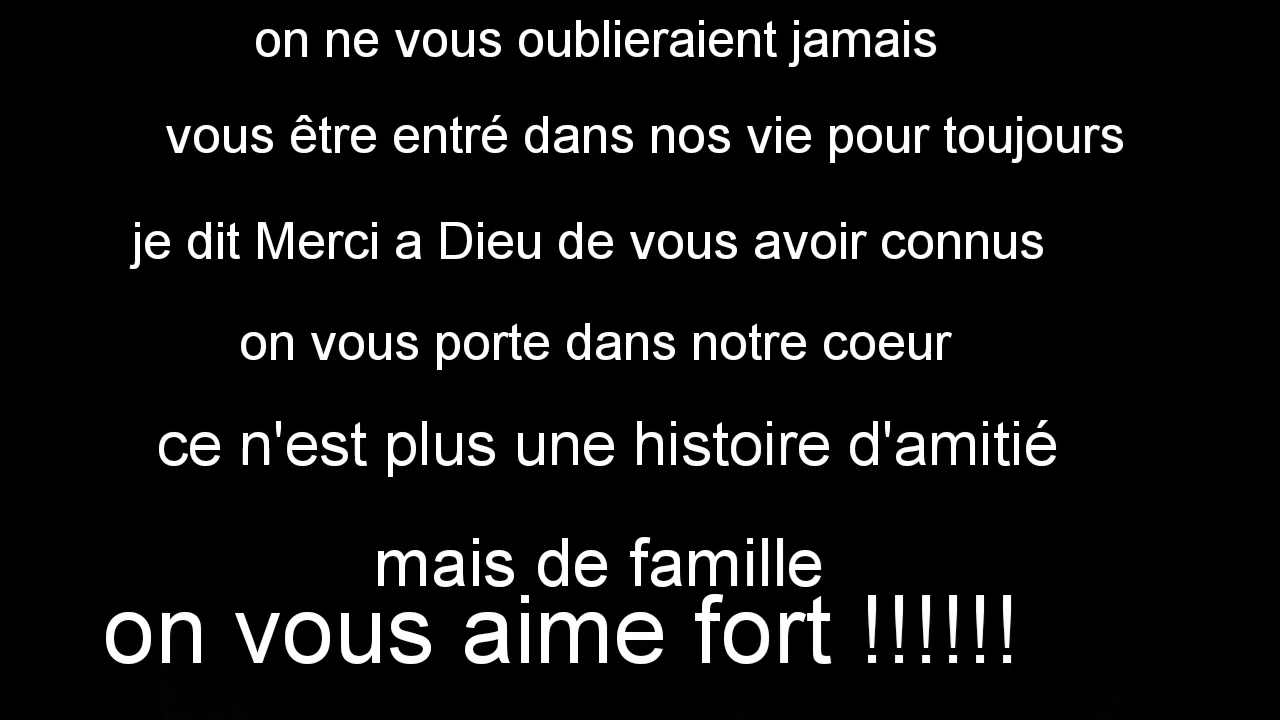 on ne vous oublieraient jamais
vous être entré dans nos vie pour toujours
je dit Merci a Dieu de vous avoir connus
on vous porte dans notre coeur
ce n'est plus une histoire d'amitié
mais de famille
on vous aime fort !!!!!!